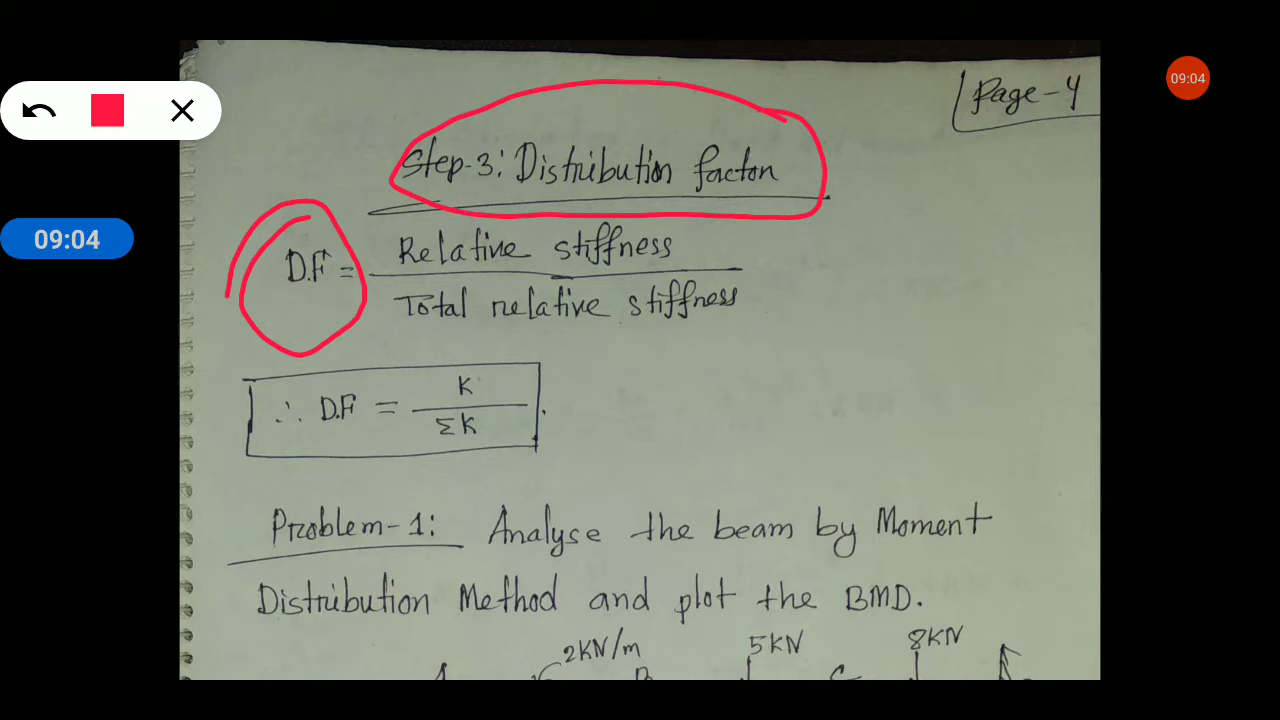 09:04
Page-4
09:04
Step-3: Distribution factor
D.F = Relative stiffness
Total relative stiffness
∴ D.F = K
ΣK
Problem-1: Analyse the beam by Moment
Distribution Method and plot the BMD.
2KN/m 5KN 8KN